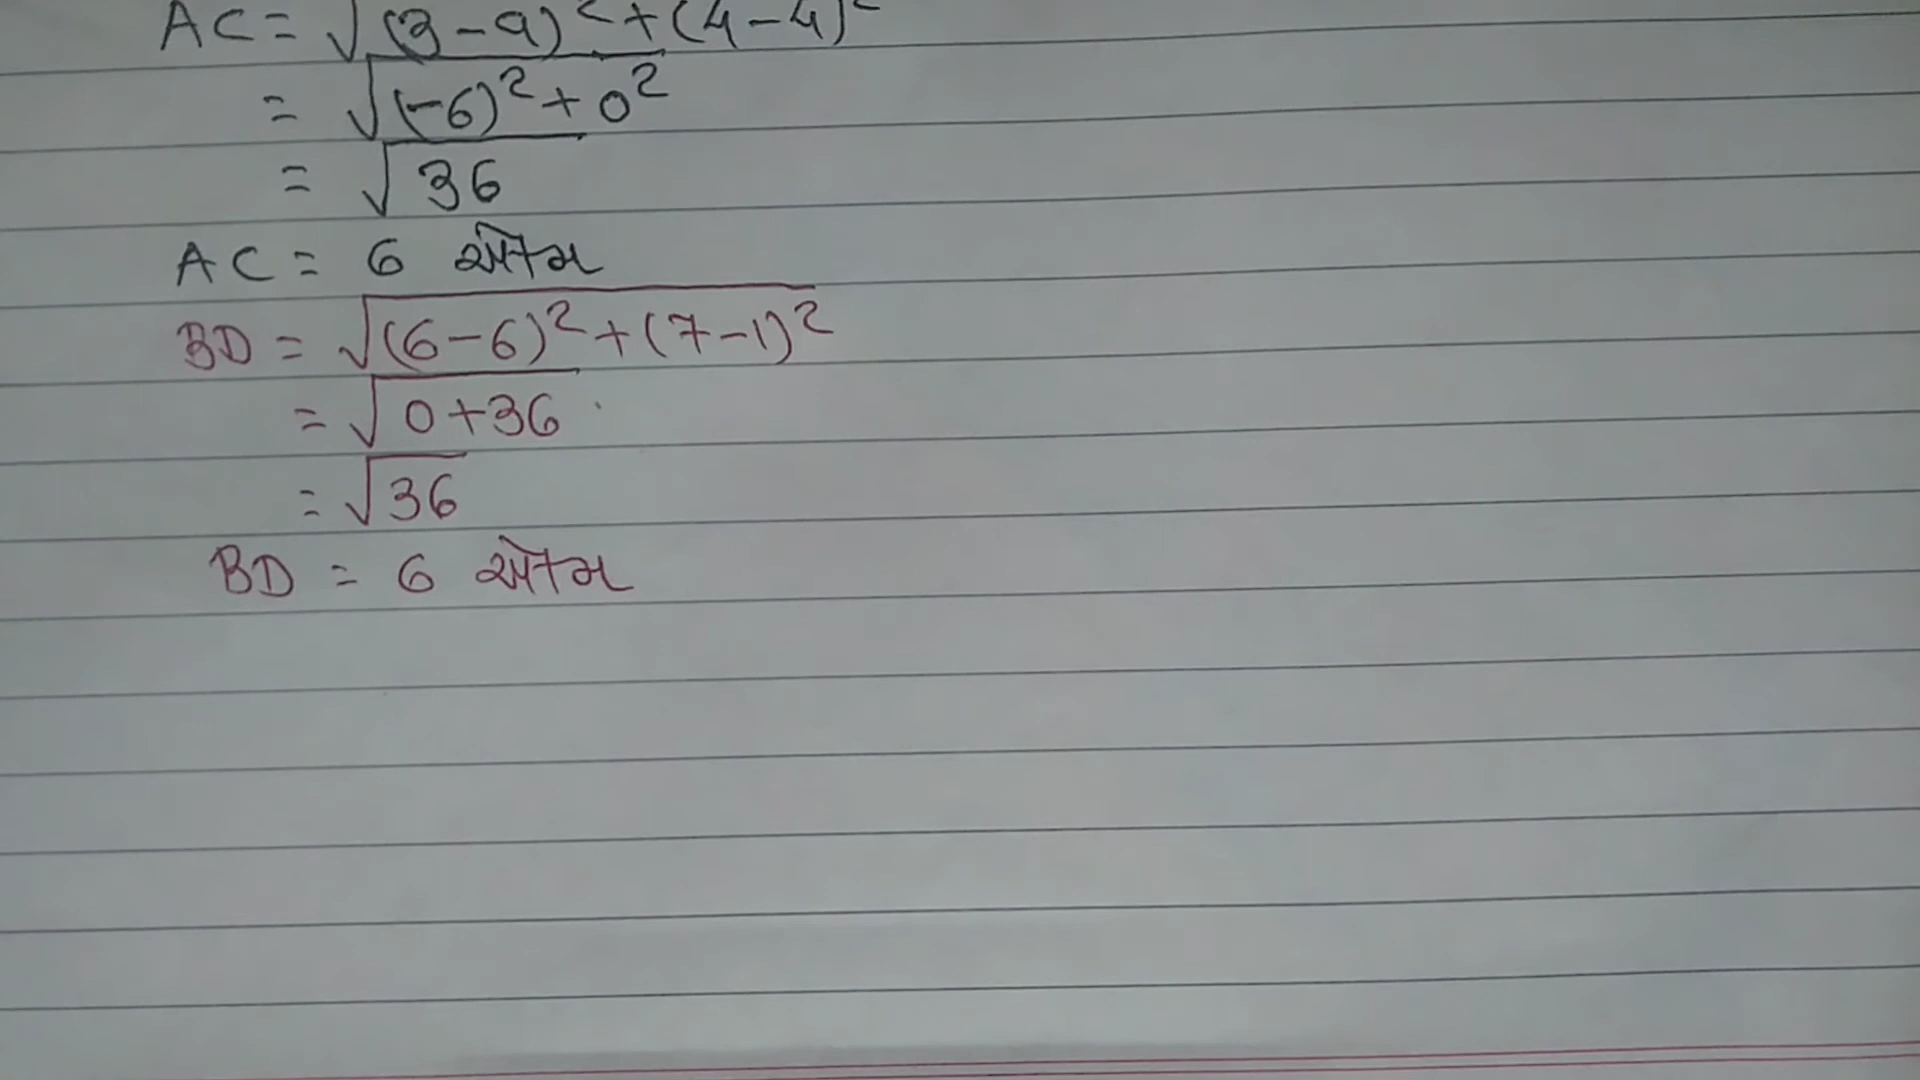 AC = √(3-9)² + (4-4)²
= √(-6)² + 0²
= √36
AC = 6 એકમ
BD = √(6-6)² + (7-1)²
= √0+36
= √36
BD = 6 એકમ